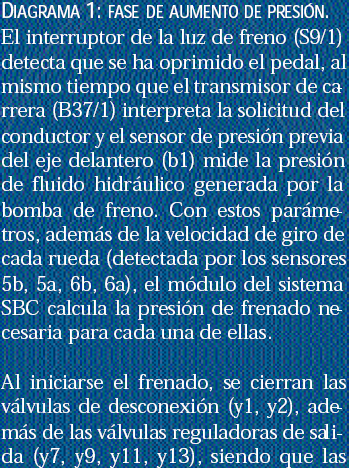 DIAGRAMA 1: FASE DE AUMENTO DE PRESIÓN.
El interruptor de la luz de freno (S9/1)
detecta que se ha oprimido el pedal, al
mismo tiempo que el transmisor de ca-
rrera (B37/1) interpreta la solicitud del
conductor y el sensor de presión previa
del eje delantero (b1) mide la presión
de fluido hidráulico generada por la
bomba de freno. Con estos paráme-
tros, además de la velocidad de giro de
cada rueda (detectada por los sensores
5b, 5a, 6b, 6a), el módulo del sistema
SBC calcula la presión de frenado ne-
cesaria para cada una de ellas.

Al iniciarse el frenado, se cierran las
válvulas de desconexión (y1, y2), ade-
más de las válvulas reguladoras de sali-
da (y7, y9, y11, y13), siendo que las